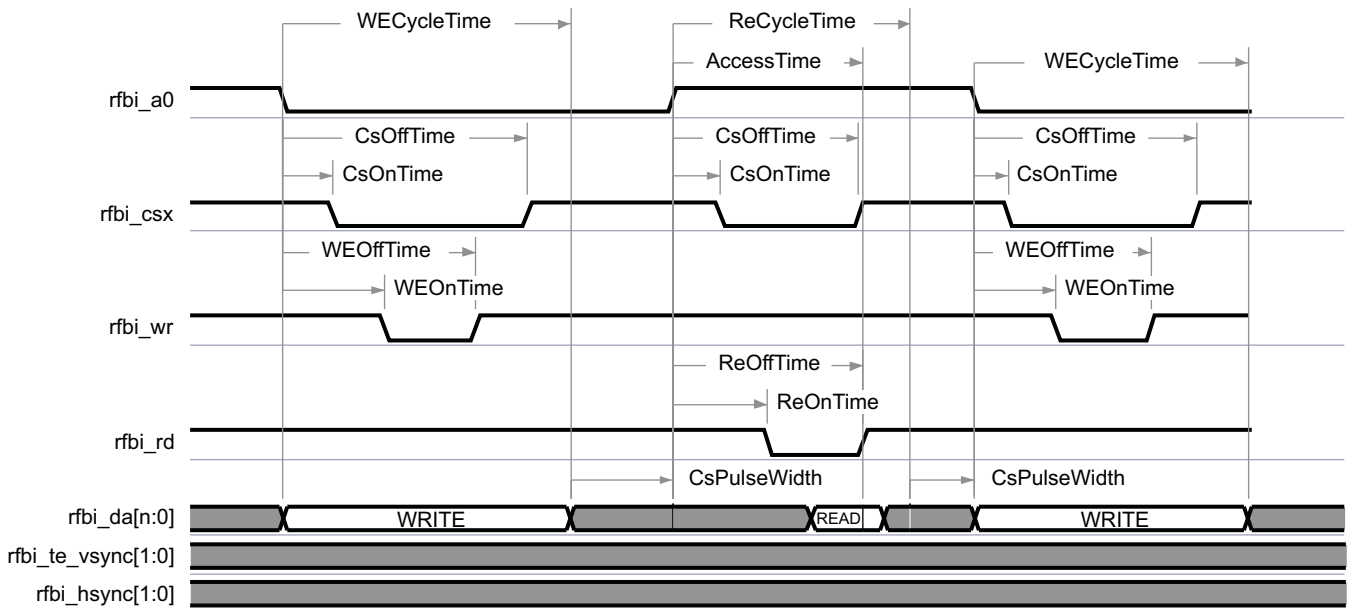 WECycleTime ReCycleTime
AccessTime WECycleTime
rfbi_a0
CsOffTime CsOffTime CsOffTime
CsOnTime CsOnTime CsOnTime
rfbi_csx
WEOffTime WEOffTime
WEOnTime WEOnTime
rfbi_wr
ReOffTime
ReOnTime
rfbi_rd
CsPulseWidth CsPulseWidth
rfbi_da[n:0] WRITE READ WRITE
rfbi_te_vsync[1:0]
rfbi_hsync[1:0]